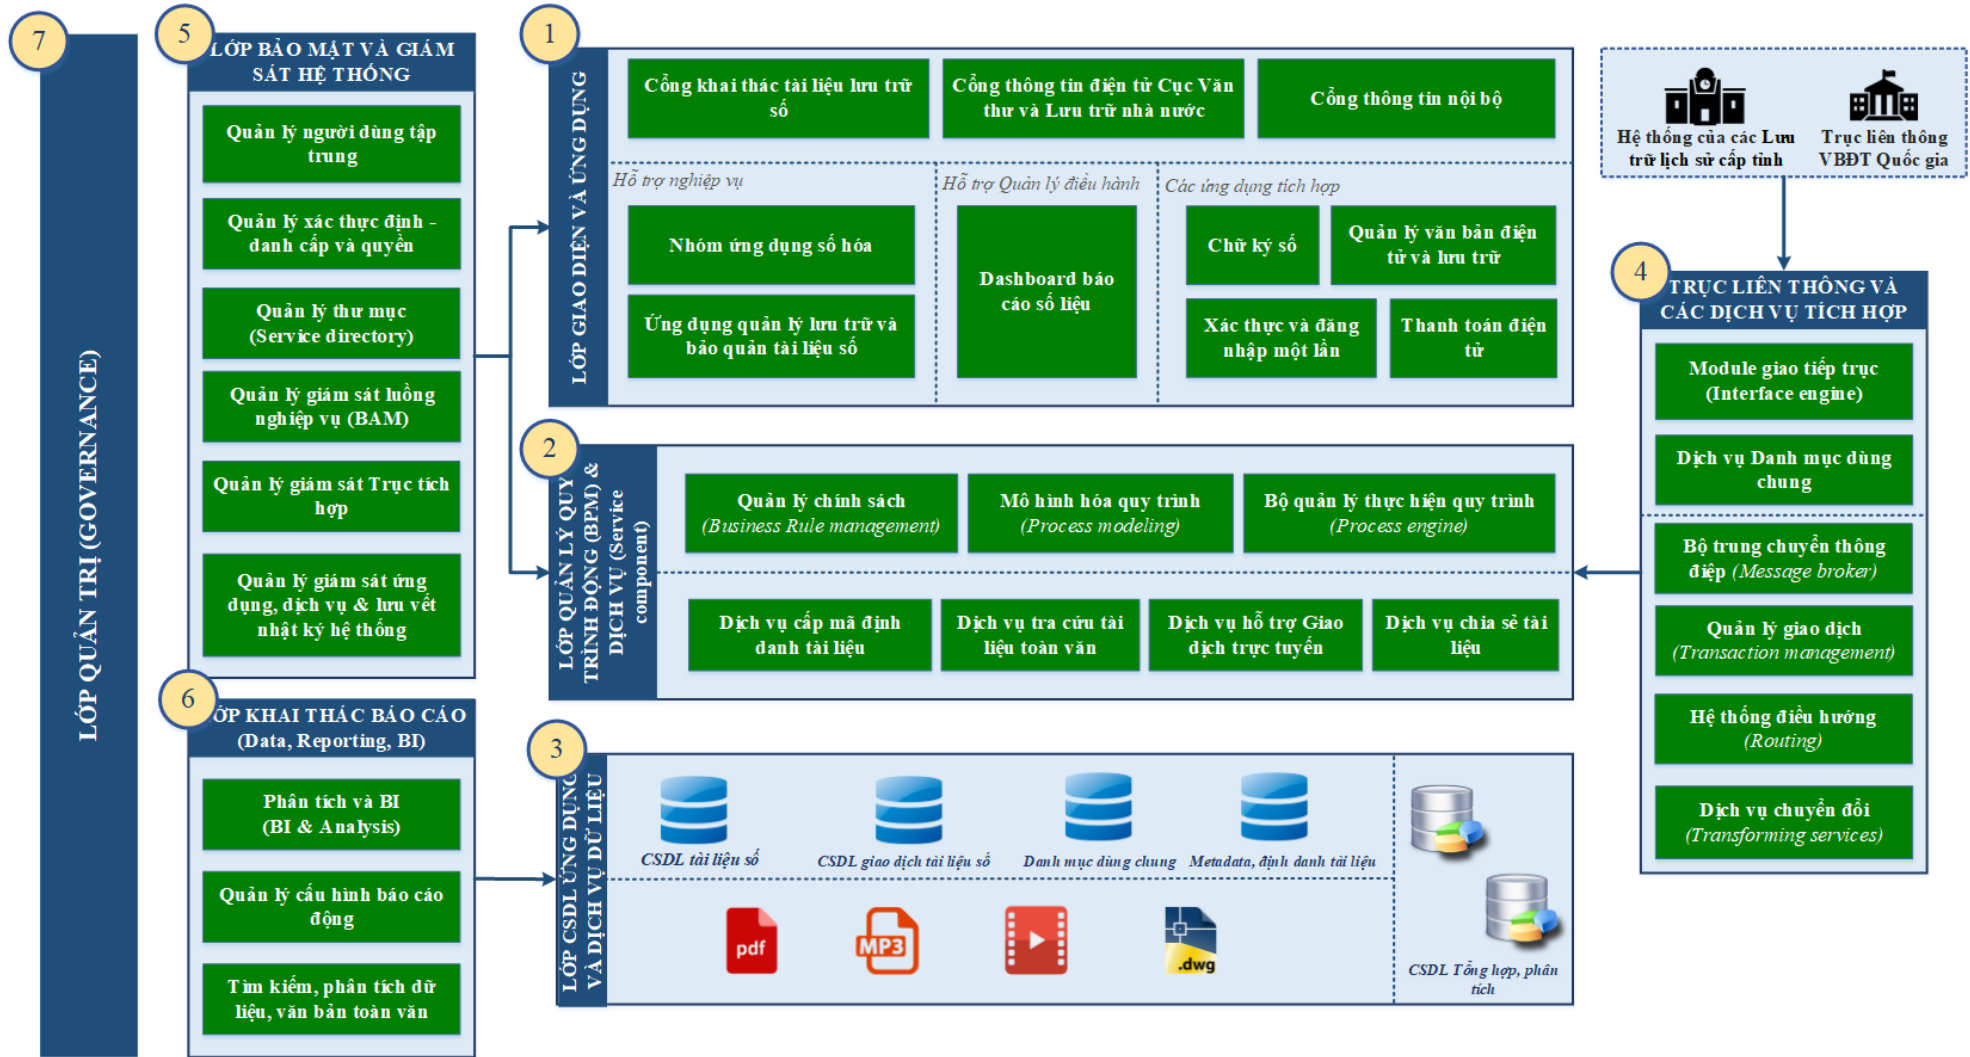 7
LỚP QUẢN TRỊ (GOVERNANCE)
5
LỚP BẢO MẬT VÀ GIÁM
SÁT HỆ THỐNG
Quản lý người dùng tập
trung
Quản lý xác thực định -
danh cấp và quyền
Quản lý thư mục
(Service directory)
Quản lý giám sát luồng
nghiệp vụ (BAM)
Quản lý giám sát Trục tích
hợp
Quản lý giám sát ứng
dụng, dịch vụ & lưu vết
nhật ký hệ thống
6
LỚP KHAI THÁC BÁO CÁO
(Data, Reporting, BI)
Phân tích và BI
(BI & Analysis)
Quản lý cấu hình báo cáo
động
Tìm kiếm, phân tích dữ
liệu, văn bản toàn văn
1
LỚP GIAO DIỆN VÀ ỨNG DỤNG
Cổng khai thác tài liệu lưu trữ
số
Cổng thông tin điện tử Cục Văn
thư và Lưu trữ nhà nước
Cổng thông tin nội bộ
Hỗ trợ nghiệp vụ
Nhóm ứng dụng số hóa
Ứng dụng quản lý lưu trữ và
bảo quản tài liệu số
Hỗ trợ Quản lý điều hành
Dashboard báo
cáo số liệu
Các ứng dụng tích hợp
Chữ ký số
Quản lý văn bản điện
tử và lưu trữ
Xác thực và đăng
nhập một lần
Thanh toán điện
tử
2
LỚP QUẢN LÝ QUY
TRÌNH ĐỘNG (BPM) &
DỊCH VỤ (Service
component)
Quản lý chính sách
(Business Rule management)
Mô hình hóa quy trình
(Process modeling)
Bộ quản lý thực hiện quy trình
(Process engine)
Dịch vụ cấp mã định
danh tài liệu
Dịch vụ tra cứu tài
liệu toàn văn
Dịch vụ hỗ trợ Giao
dịch trực tuyến
Dịch vụ chia sẻ tài
liệu
3
LỚP CSDL ỨNG DỤNG
VÀ DỊCH VỤ DỮ LIỆU
CSDL tài liệu số
CSDL giao dịch tài liệu số
Danh mục dùng chung
Metadata, định danh tài liệu
pdf
MP3
.dwg
CSDL Tổng hợp, phân
tích
Hệ thống của các Lưu
trữ lịch sử cấp tỉnh
Trục liên thông
VBĐT Quốc gia
4
TRỤC LIÊN THÔNG VÀ
CÁC DỊCH VỤ TÍCH HỢP
Module giao tiếp trục
(Interface engine)
Dịch vụ Danh mục dùng
chung
Bộ trung chuyển thông
điệp (Message broker)
Quản lý giao dịch
(Transaction management)
Hệ thống điều hướng
(Routing)
Dịch vụ chuyển đổi
(Transforming services)